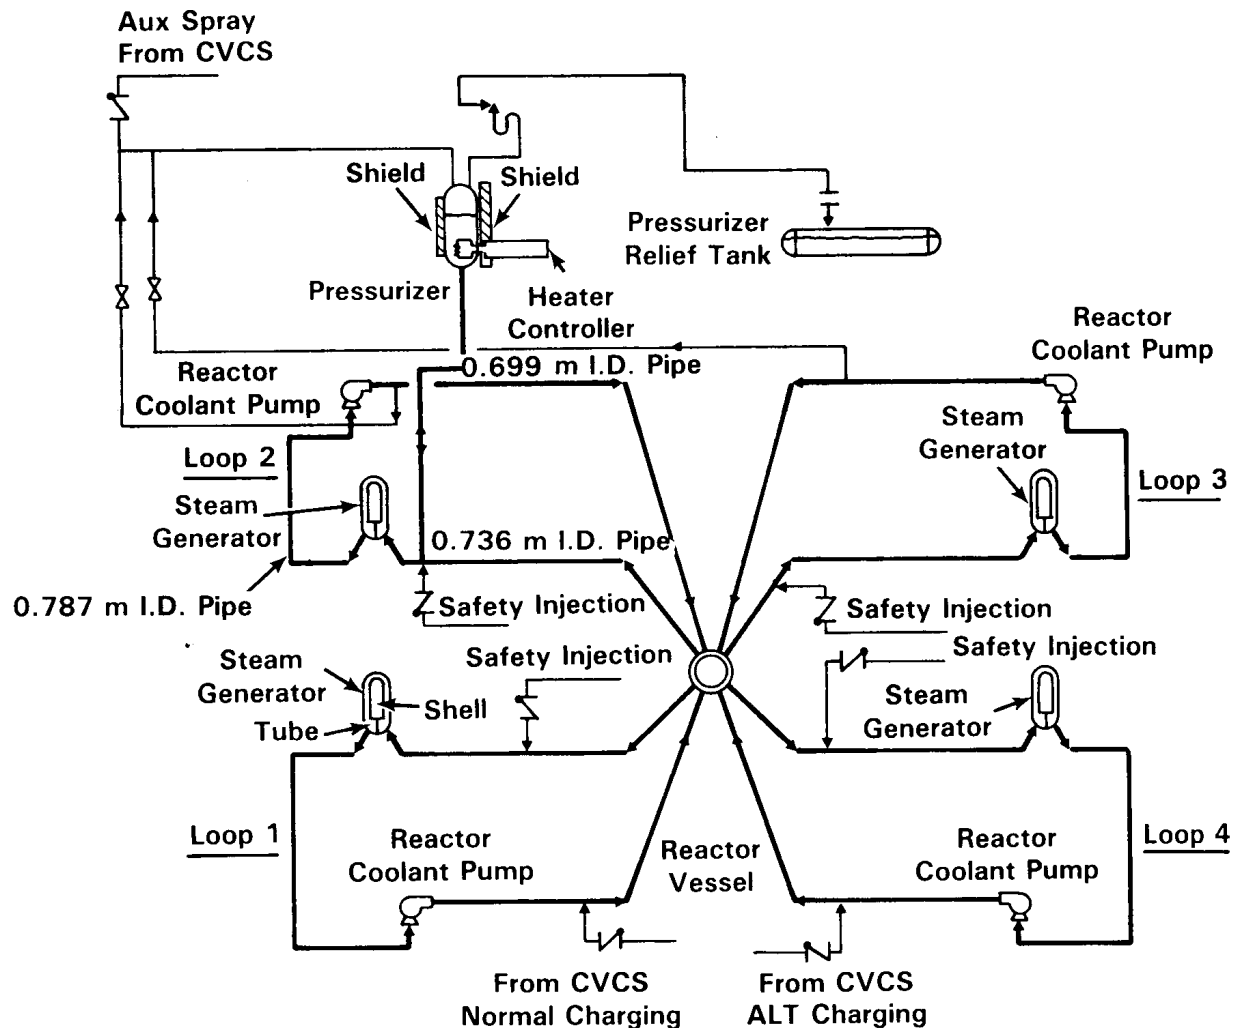 Aux Spray
From CVCS
Shield
Shield
Pressurizer
Relief Tank
Pressurizer
Heater
Controller
Reactor
Coolant Pump
0.699 m I.D. Pipe
Reactor
Coolant Pump
Loop 2
Steam
Generator
Steam
Generator
Loop 3
0.736 m I.D. Pipe
0.787 m I.D. Pipe
Safety Injection
Safety Injection
Safety Injection
Safety Injection
Steam
Generator
Shell
Tube
Steam
Generator
Loop 1
Reactor
Coolant Pump
Reactor
Vessel
Reactor
Coolant Pump
Loop 4
From CVCS
Normal Charging
From CVCS
ALT Charging